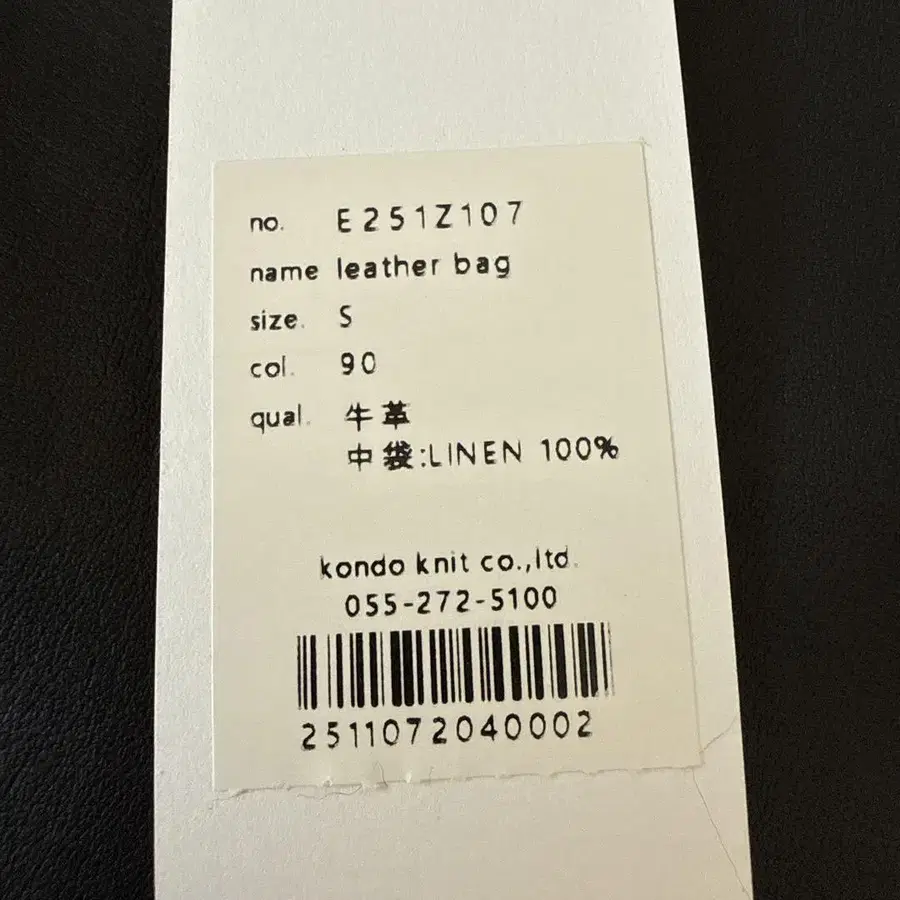 no. E251Z107
name leather bag
size. S
col. 90
qual. 牛革
中袋:LINEN 100%
kondo knit co.,ltd.
055-272-5100
2511072040002